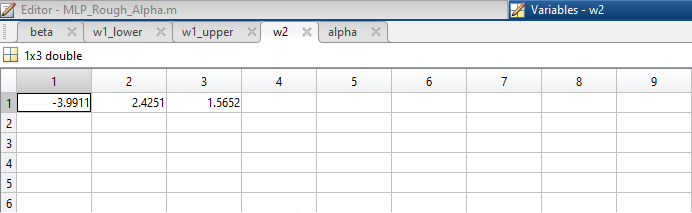 Editor - MLP_Rough_Alpha.m Variables - w2
beta w1_lower w1_upper w2 alpha
1x3 double
1 2 3 4 5 6 7 8 9
1 -3.9911 2.4251 1.5652
2
3
4
5
6